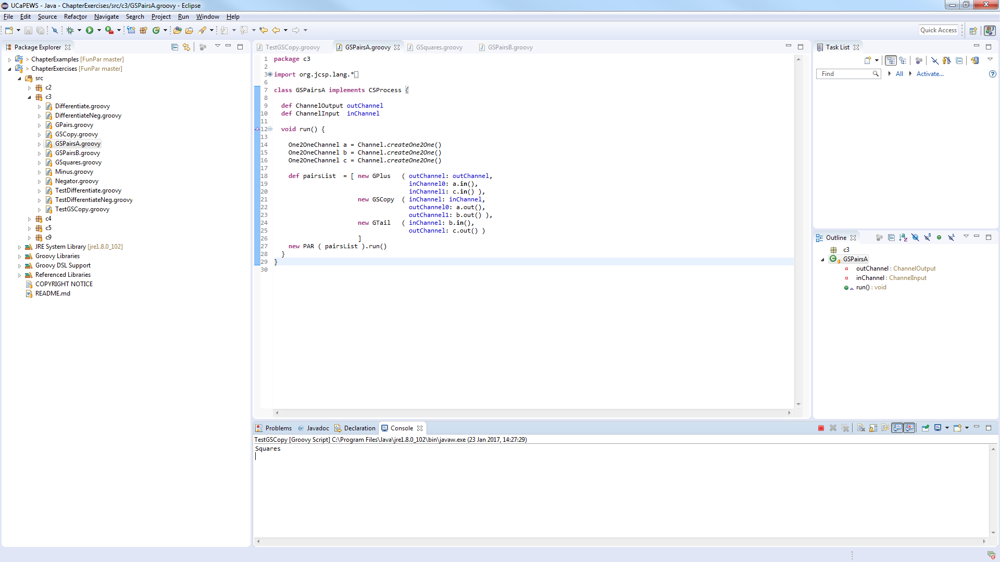 UCaPEWS - Java - ChapterExercises/src/c3/GSPairsA.groovy - Eclipse
File Edit Source Refactor Navigate Search Project Run Window Help
Quick Access
Package Explorer
> ChapterExamples [FunPar master]
> ChapterExercises [FunPar master]
src
c2
c3
Differentiate.groovy
DifferentiateNeg.groovy
GPairs.groovy
GSCopy.groovy
GSPairsA.groovy
GSPairsB.groovy
GSquares.groovy
Minus.groovy
Negator.groovy
TestDifferentiate.groovy
TestDifferentiateNeg.groovy
TestGSCopy.groovy
c4
c5
c9
JRE System Library [jre1.8.0_102]
Groovy Libraries
Groovy DSL Support
Referenced Libraries
COPYRIGHT NOTICE
README.md
TestGSCopy.groovy GSPairsA.groovy GSquares.groovy GSPairsB.groovy
1 package c3
2
3 import org.jcsp.lang.*
6
7 class GSPairsA implements CSProcess {
8
9 def ChannelOutput outChannel
10 def ChannelInput inChannel
11
12 void run() {
13
14 One2OneChannel a = Channel.createOne2One()
15 One2OneChannel b = Channel.createOne2One()
16 One2OneChannel c = Channel.createOne2One()
17
18 def pairsList = [ new GPlus ( outChannel: outChannel,
19 inChannel0: a.in(),
20 inChannel1: c.in() ),
21 new GSCopy ( inChannel: inChannel,
22 outChannel0: a.out(),
23 outChannel1: b.out() ),
24 new GTail ( inChannel: b.in(),
25 outChannel: c.out() )
26 ]
27 new PAR ( pairsList ).run()
28 }
29 }
30
Task List
Find All Activate...
Outline
c3
GSPairsA
outChannel : ChannelOutput
inChannel : ChannelInput
run() : void
Problems @ Javadoc Declaration Console
TestGSCopy [Groovy Script] C:\Program Files\Java\jre1.8.0_102\bin\javaw.exe (23 Jan 2017, 14:27:29)
Squares